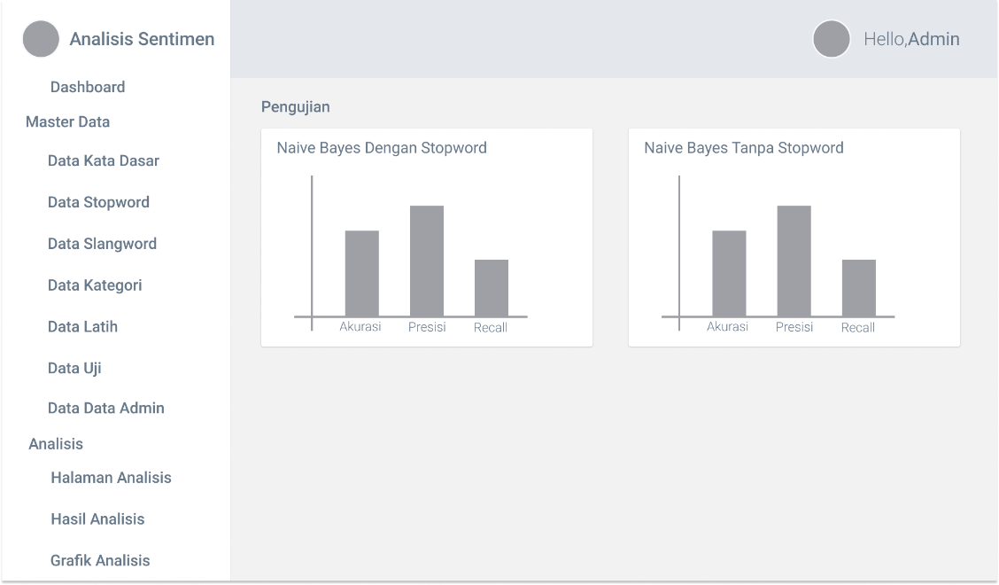 Analisis Sentimen
Hello,Admin
Dashboard
Master Data
Data Kata Dasar
Data Stopword
Data Slangword
Data Kategori
Data Latih
Data Uji
Data Data Admin
Analisis
Halaman Analisis
Hasil Analisis
Grafik Analisis
Pengujian
Naive Bayes Dengan Stopword
Akurasi Presisi Recall
Naive Bayes Tanpa Stopword
Akurasi Presisi Recall